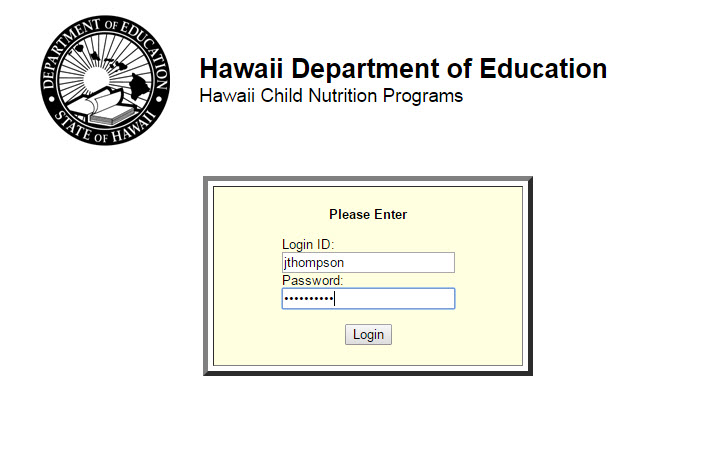 DEPARTMENT OF EDUCATION
STATE OF HAWAII
Hawaii Department of Education
Hawaii Child Nutrition Programs
Please Enter
Login ID:
jthompson
Password:
••••••••••
Login